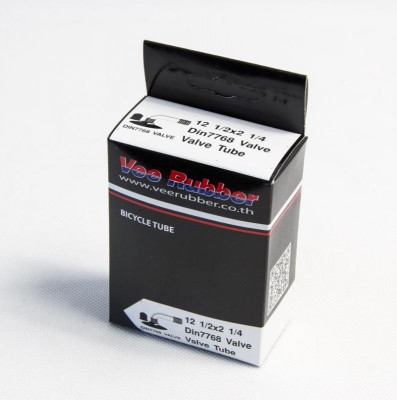 12 1/2x2 1/4
DIN7768 VALVE Din7768 Valve
Valve Tube
Vee Rubber
www.veerubber.co.th
BICYCLE TUBE
12 1/2x2 1/4
DIN7768 VALVE Din7768 Valve
Valve Tube